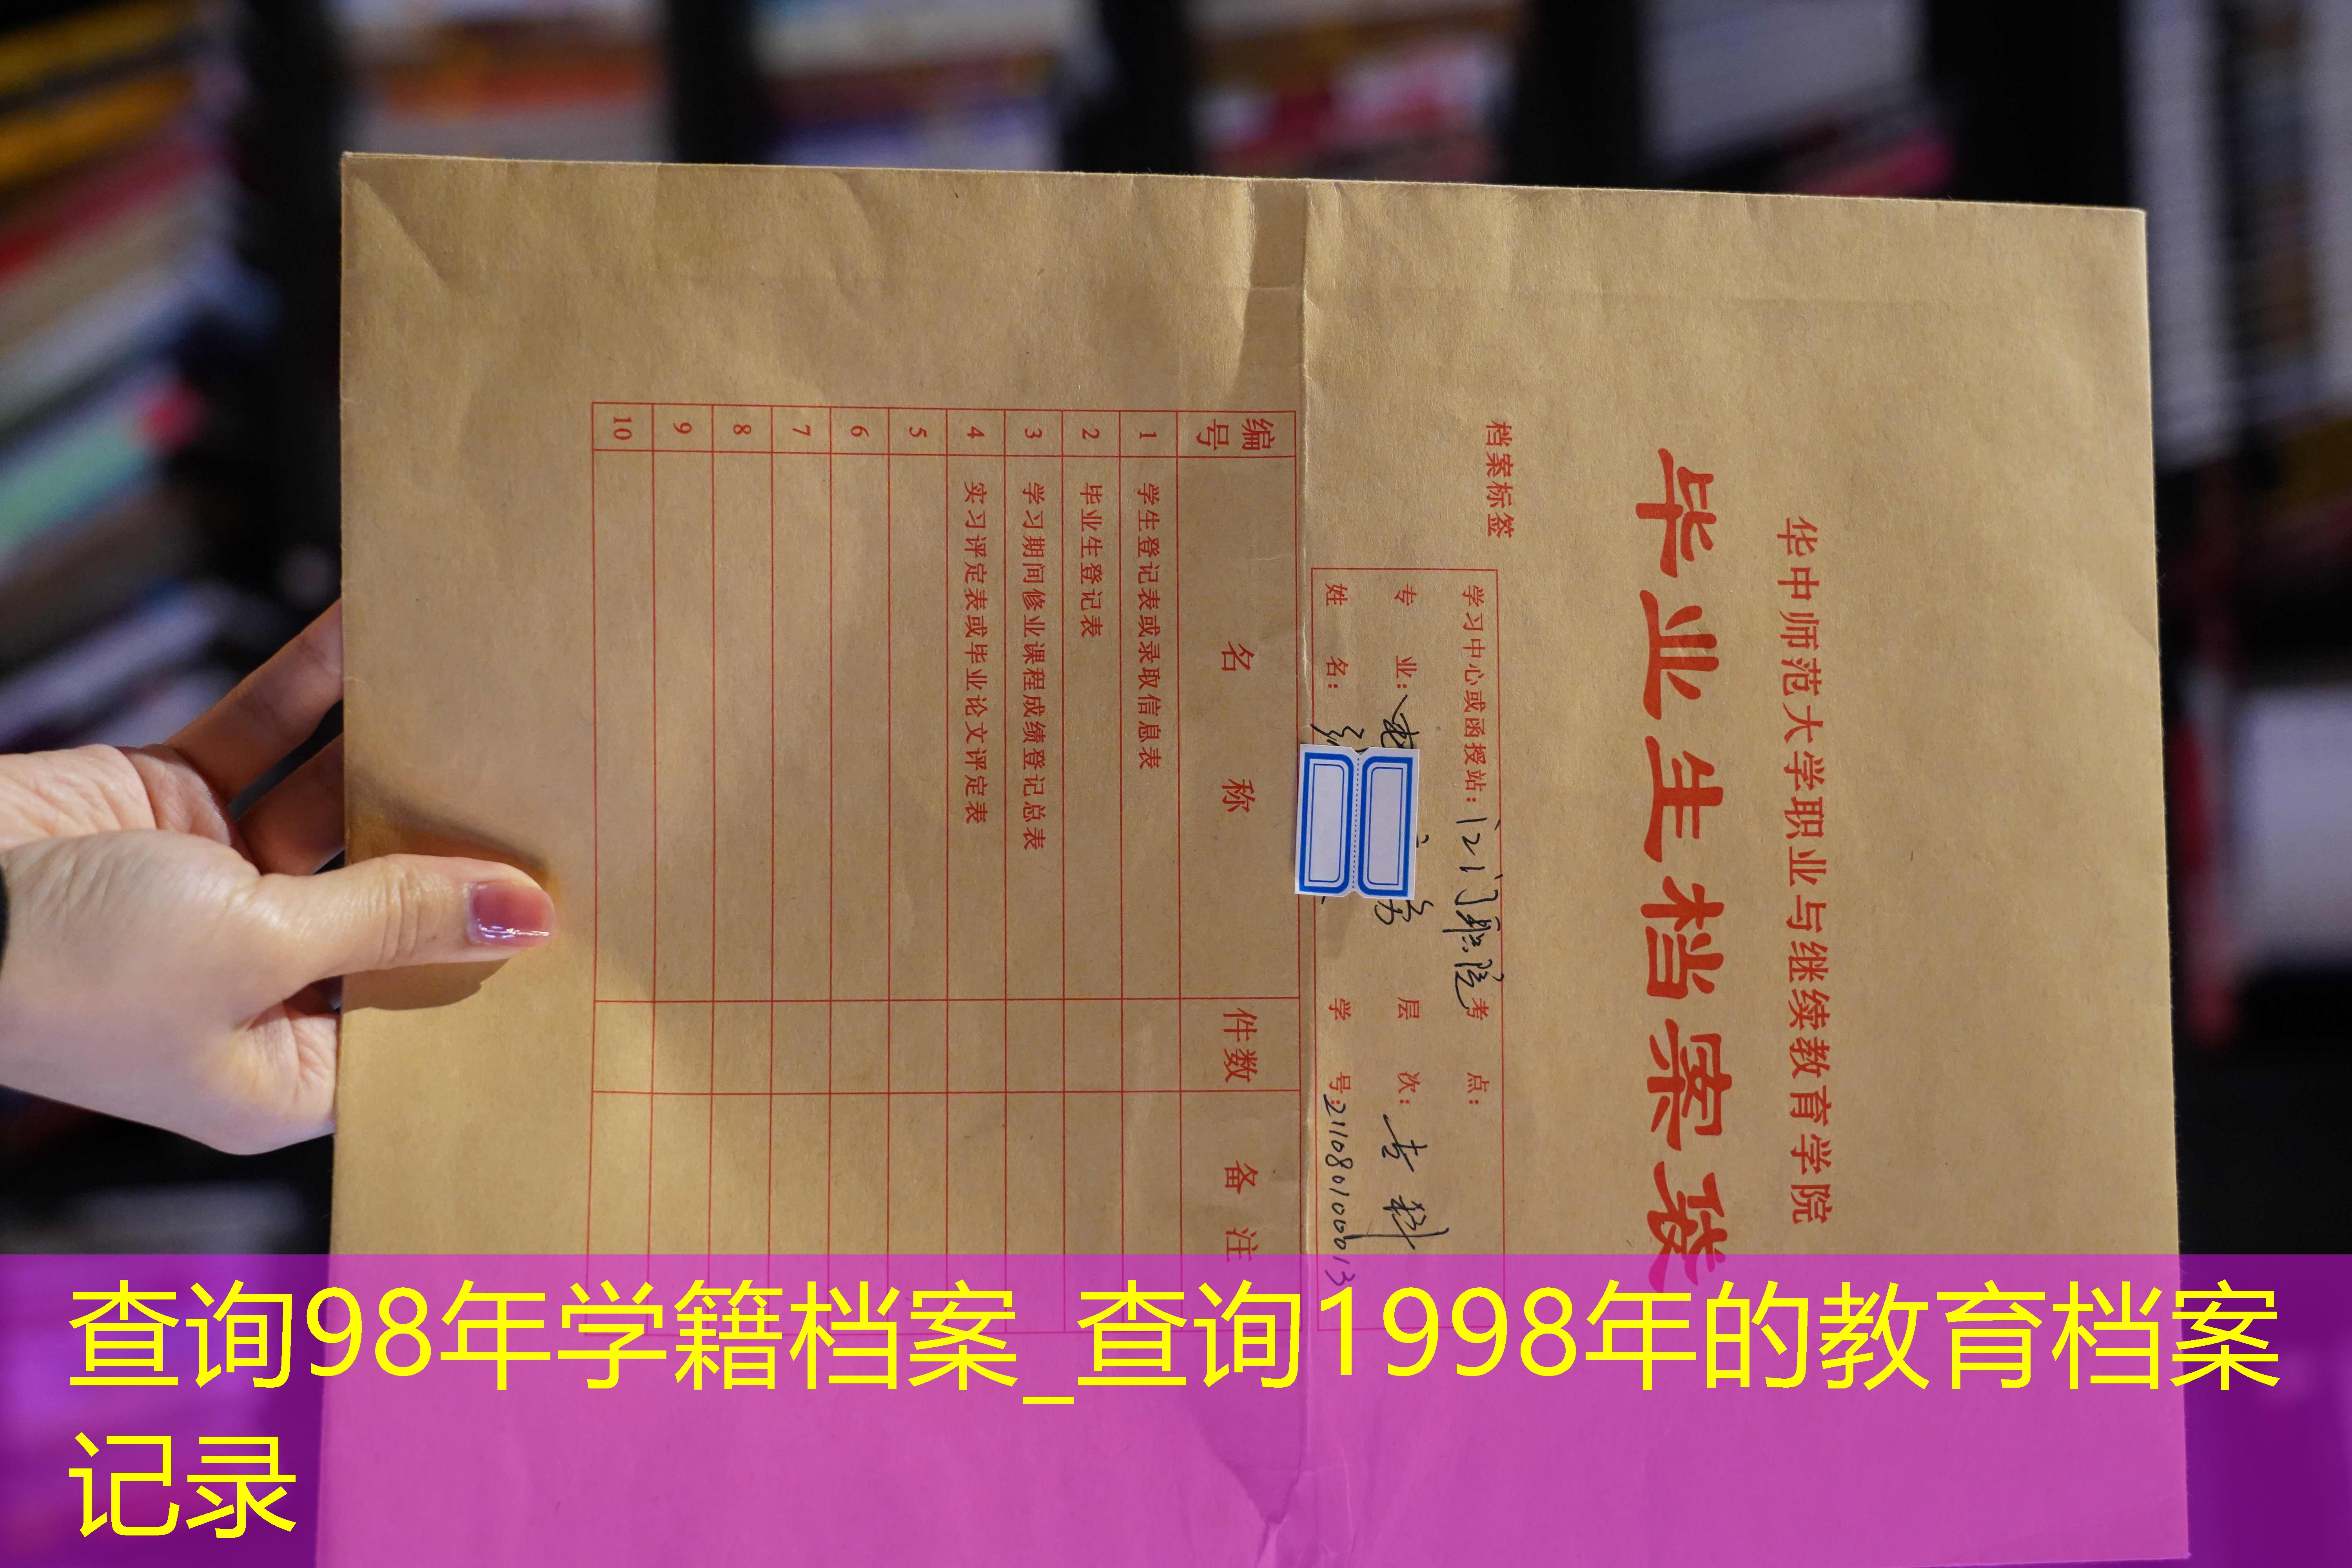 华中师范大学职业与继续教育学院
毕业生档案袋
档案标签
学习中心或函授站：江门职院 考 点：
专 业： 层 次：专科
姓 名： 学 号：
编号 名 称 件数 备 注
1 学生登记表或录取信息表
2 毕业生登记表
3 学习期间修业课程成绩登记总表
4 实习评定表或毕业论文评定表
5
6
7
8
9
10
查询98年学籍档案_查询1998年的教育档案
记录